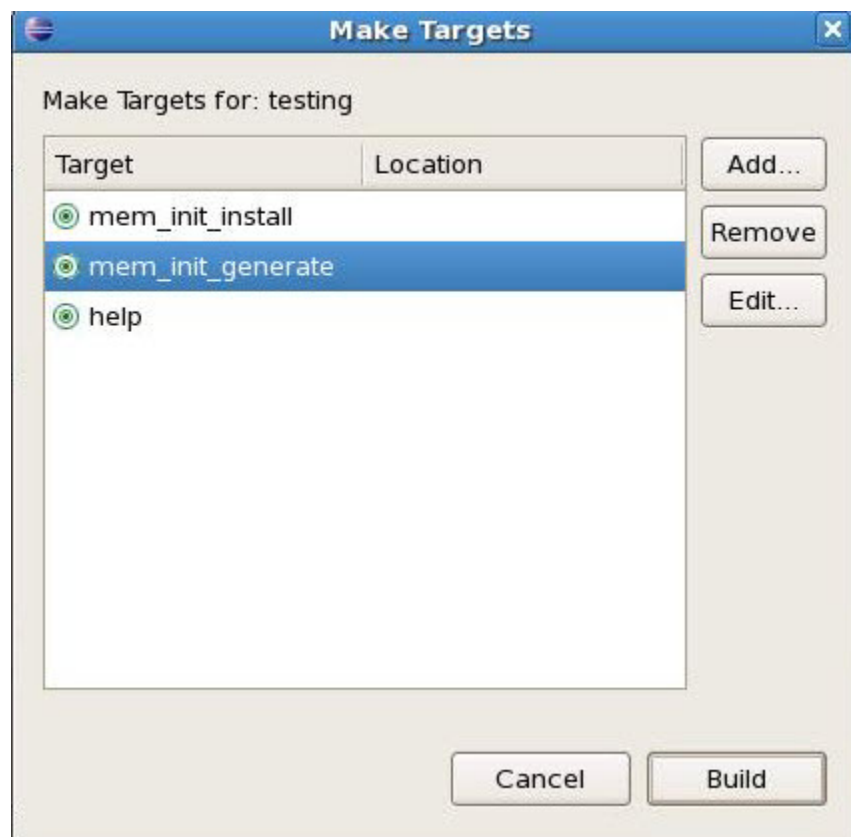 Make Targets
Make Targets for: testing
Target Location
Add...
mem_init_install
Remove
mem_init_generate
Edit...
help
Cancel Build